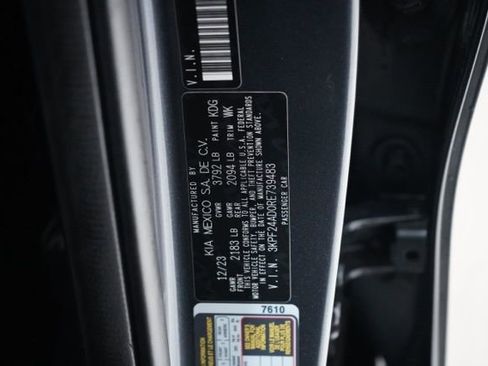 V.I.N.
MANUFACTURED BY
KIA MEXICO S.A. DE C.V.
12/23 GVWR 3792 LB PAINT KDG
GAWR FRONT 2183 LB GAWR REAR 2094 LB TRIM WK
THIS VEHICLE CONFORMS TO ALL APPLICABLE U.S.A. FEDERAL
MOTOR VEHICLE SAFETY, BUMPER, AND THEFT PREVENTION STANDARDS
IN EFFECT ON THE DATE OF MANUFACTURE SHOWN ABOVE.
V.I.N. 3KPF24AD0RE739483
PASSENGER CAR
7610